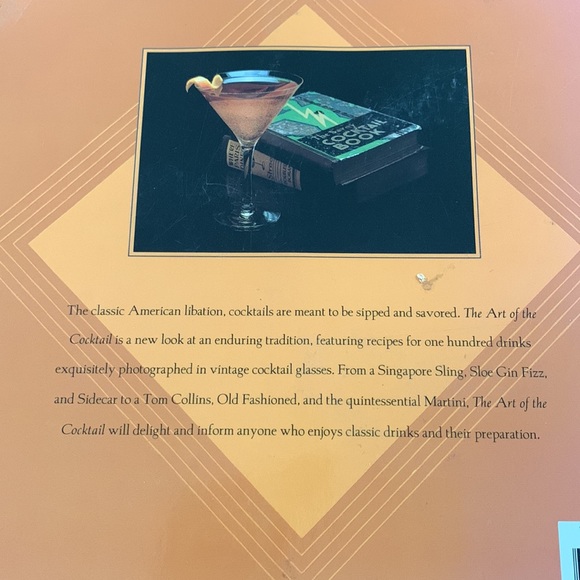 The Savoy
COCKTAIL
BOOK
The classic American libation, cocktails are meant to be sipped and savored. The Art of the
Cocktail is a new look at an enduring tradition, featuring recipes for one hundred drinks
exquisitely photographed in vintage cocktail glasses. From a Singapore Sling, Sloe Gin Fizz,
and Sidecar to a Tom Collins, Old Fashioned, and the quintessential Martini, The Art of the
Cocktail will delight and inform anyone who enjoys classic drinks and their preparation.